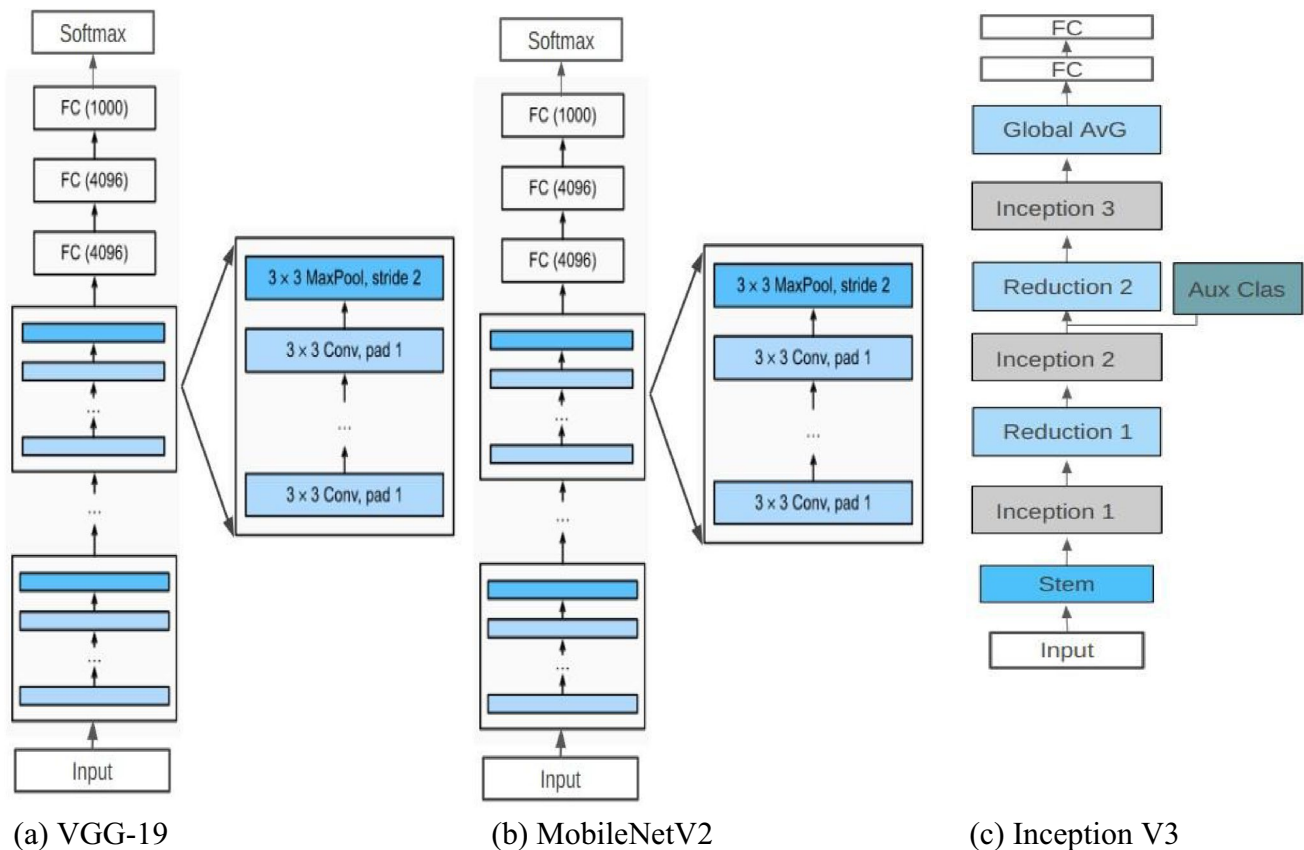 Softmax
FC (1000)
FC (4096)
FC (4096)
...
...
...
Input
3 × 3 MaxPool, stride 2
3 × 3 Conv, pad 1
...
3 × 3 Conv, pad 1
(a) VGG-19
Softmax
FC (1000)
FC (4096)
FC (4096)
...
...
...
Input
3 × 3 MaxPool, stride 2
3 × 3 Conv, pad 1
...
3 × 3 Conv, pad 1
(b) MobileNetV2
FC
FC
Global AvG
Inception 3
Reduction 2
Aux Clas
Inception 2
Reduction 1
Inception 1
Stem
Input
(c) Inception V3